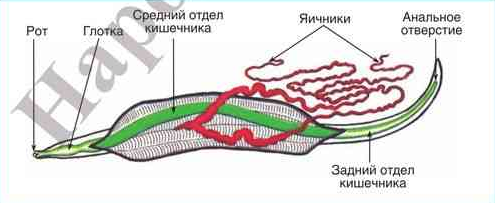 Средний отдел
кишечника
Рот
Глотка
Яичники
Анальное
отверстие
Задний отдел
кишечника